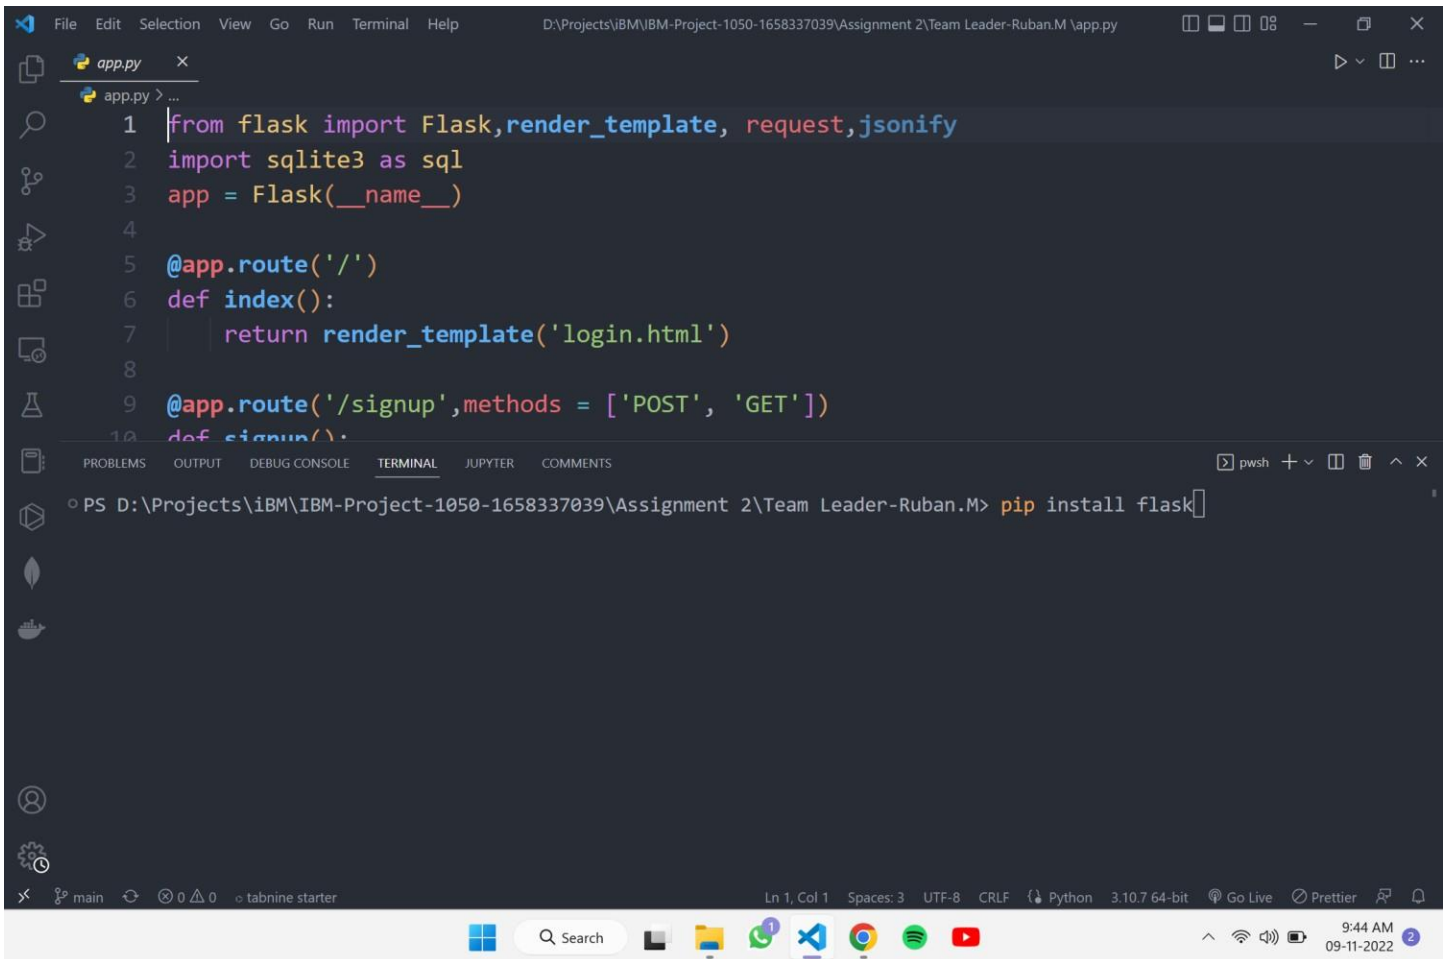 File Edit Selection View Go Run Terminal Help D:\Projects\iBM\IBM-Project-1050-1658337039\Assignment 2\Team Leader-Ruban.M \app.py
app.py
app.py > ...
1 from flask import Flask,render_template, request,jsonify
2 import sqlite3 as sql
3 app = Flask(__name__)
4
5 @app.route('/')
6 def index():
7 return render_template('login.html')
8
9 @app.route('/signup',methods = ['POST', 'GET'])
10 def signup():
PROBLEMS OUTPUT DEBUG CONSOLE TERMINAL JUPYTER COMMENTS pwsh
PS D:\Projects\iBM\IBM-Project-1050-1658337039\Assignment 2\Team Leader-Ruban.M> pip install flask
main 0 0 tabnine starter Ln 1, Col 1 Spaces: 3 UTF-8 CRLF Python 3.10.7 64-bit Go Live Prettier
Search 1 9:44 AM
09-11-2022 2